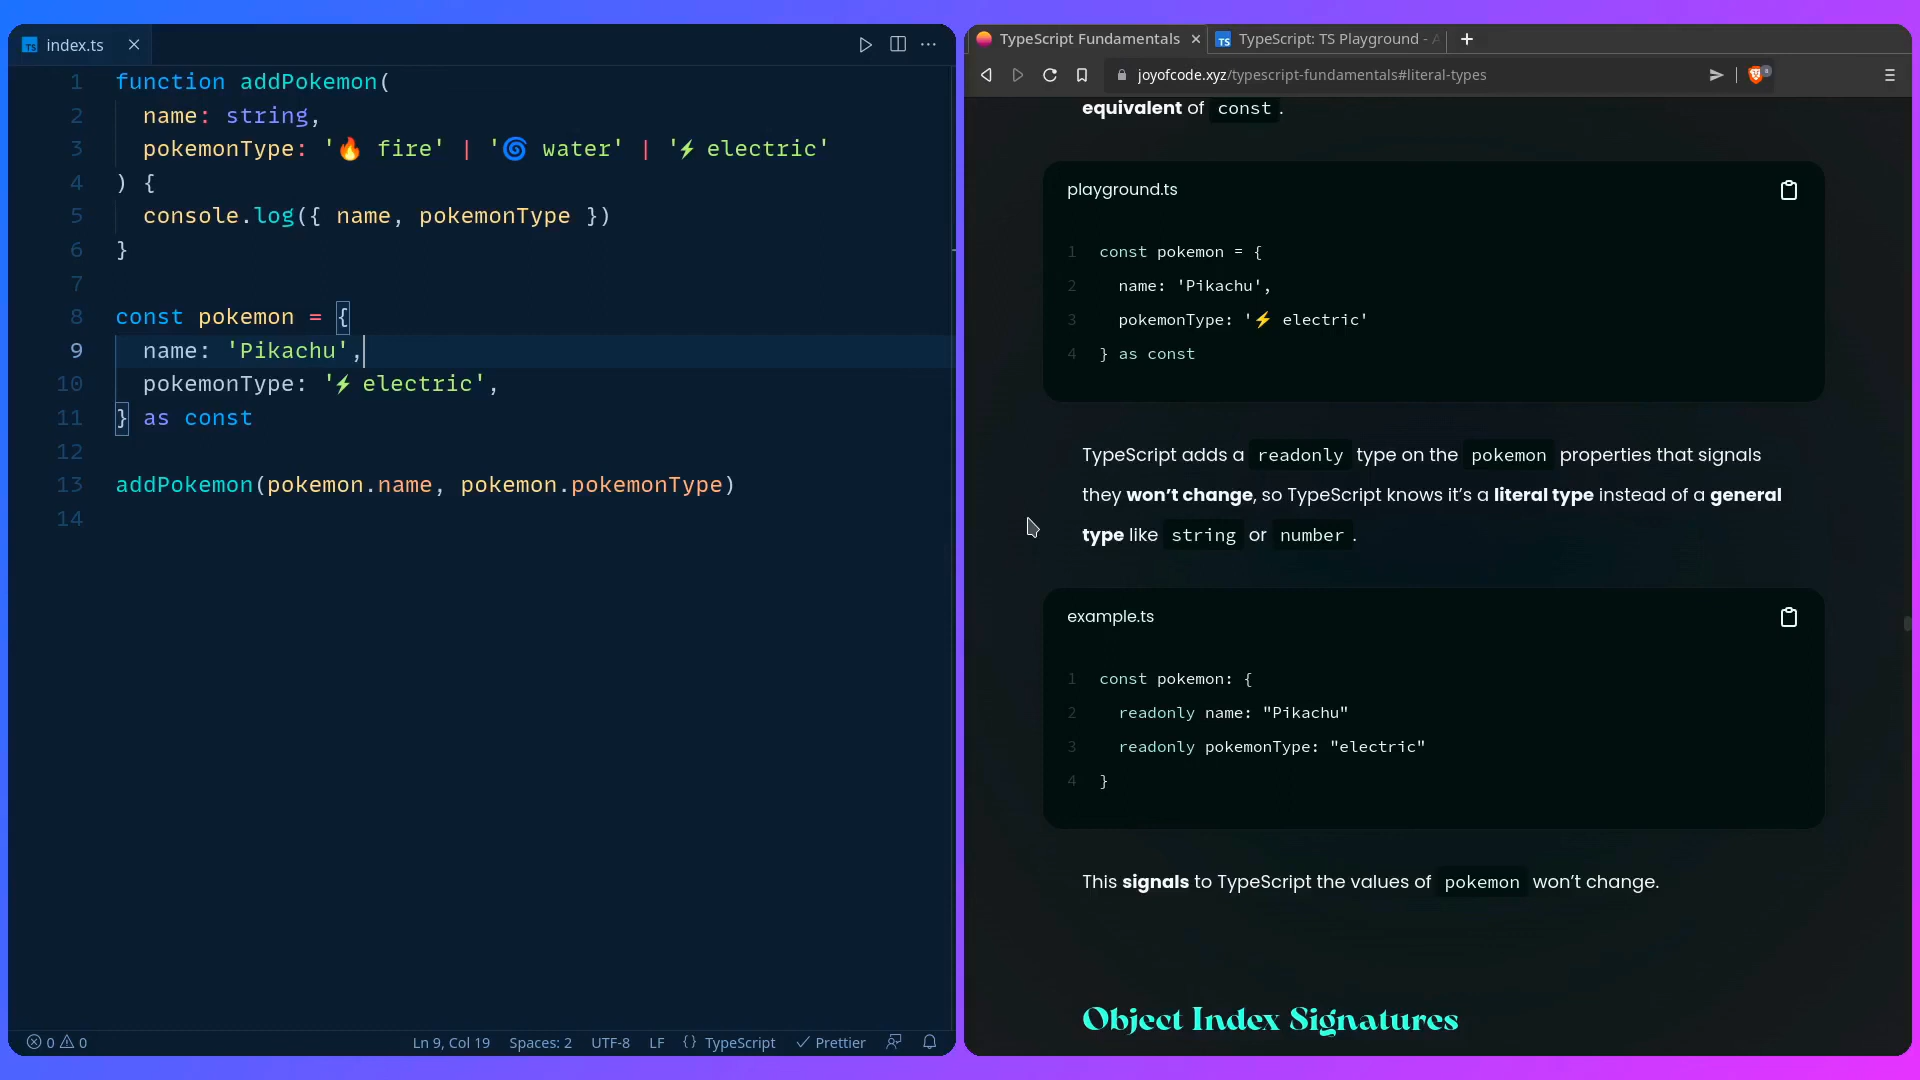 index.ts
1 function addPokemon(
2 name: string,
3 pokemonType: '🔥 fire' | '🌀 water' | '⚡ electric'
4 ) {
5 console.log({ name, pokemonType })
6 }
7
8 const pokemon = {
9 name: 'Pikachu',
10 pokemonType: '⚡ electric',
11 } as const
12
13 addPokemon(pokemon.name, pokemon.pokemonType)
14
0 0 Ln 9, Col 19 Spaces: 2 UTF-8 LF {} TypeScript Prettier
TypeScript Fundamentals TypeScript: TS Playground -
joyofcode.xyz/typescript-fundamentals#literal-types
equivalent of const.
playground.ts
1 const pokemon = {
2 name: 'Pikachu',
3 pokemonType: '⚡ electric'
4 } as const
TypeScript adds a readonly type on the pokemon properties that signals
they won’t change, so TypeScript knows it’s a literal type instead of a general
type like string or number.
example.ts
1 const pokemon: {
2 readonly name: "Pikachu"
3 readonly pokemonType: "electric"
4 }
This signals to TypeScript the values of pokemon won’t change.
Object Index Signatures